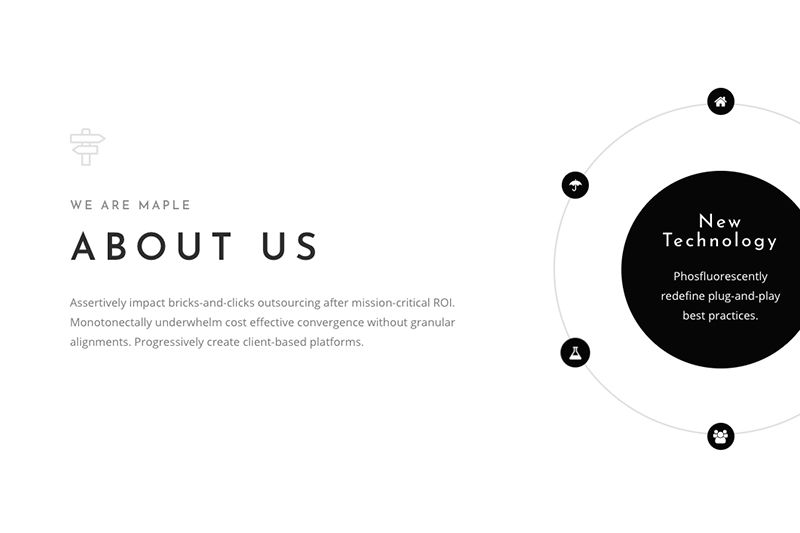 WE ARE MAPLE
ABOUT US
Assertively impact bricks-and-clicks outsourcing after mission-critical ROI.
Monotonectally underwhelm cost effective convergence without granular
alignments. Progressively create client-based platforms.
New
Technology
Phosfluorescently
redefine plug-and-play
best practices.